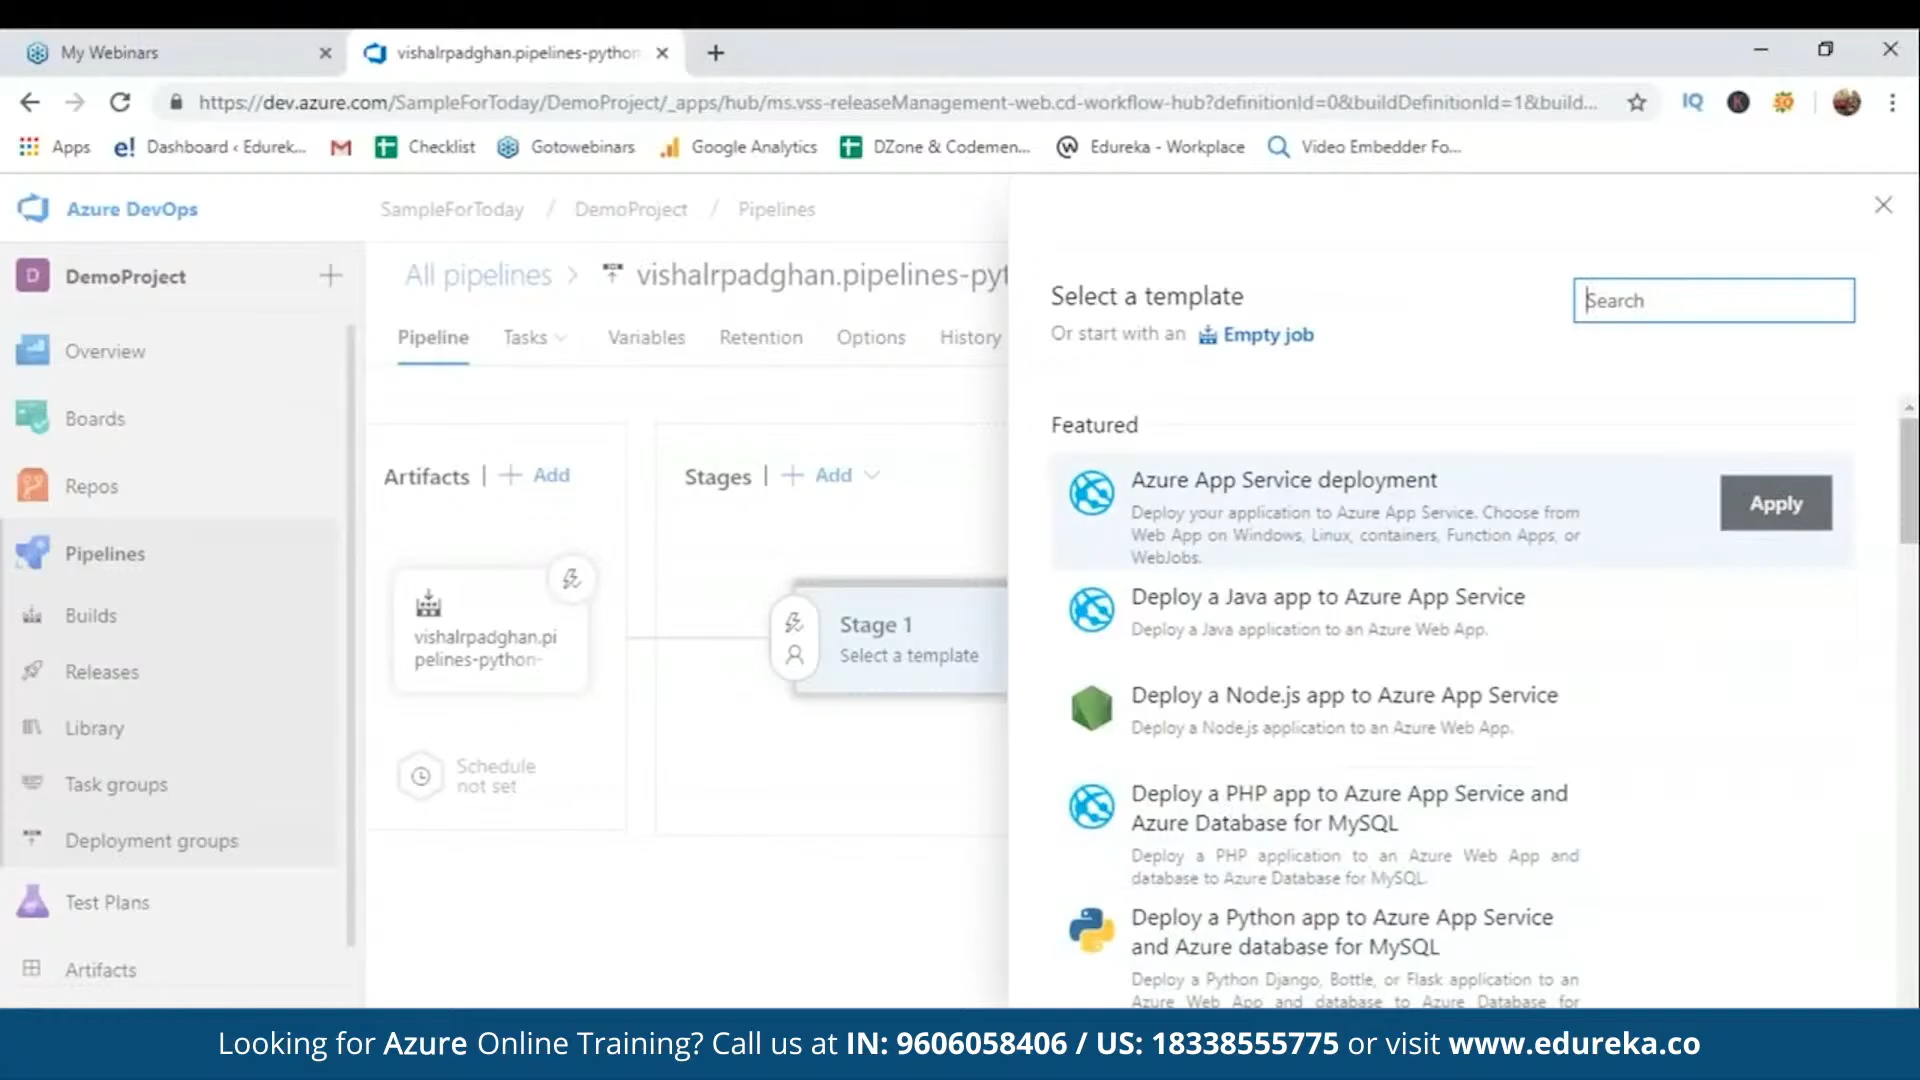 My Webinars
vishalrpadghan.pipelines-python
https://dev.azure.com/SampleForToday/DemoProject/_apps/hub/ms.vss-releaseManagement-web.cd-workflow-hub?definitionId=0&buildDefinitionId=1&build...
IQ
K
Apps
e! Dashboard ‹ Edurek...
Checklist
Gotowebinars
Google Analytics
DZone & Codemen...
Edureka - Workplace
Video Embedder Fo...
Azure DevOps
SampleForToday / DemoProject / Pipelines
D DemoProject
Overview
Boards
Repos
Pipelines
Builds
Releases
Library
Task groups
Deployment groups
Test Plans
Artifacts
All pipelines > vishalrpadghan.pipelines-pyt
Pipeline Tasks Variables Retention Options History
Artifacts | + Add
Stages | + Add
vishalrpadghan.pi
pelines-python-
Schedule
not set
Stage 1
Select a template
Select a template
Or start with an Empty job
Search
Featured
Azure App Service deployment
Deploy your application to Azure App Service. Choose from
Web App on Windows, Linux, containers, Function Apps, or
WebJobs.
Apply
Deploy a Java app to Azure App Service
Deploy a Java application to an Azure Web App.
Deploy a Node.js app to Azure App Service
Deploy a Node.js application to an Azure Web App.
Deploy a PHP app to Azure App Service and
Azure Database for MySQL
Deploy a PHP application to an Azure Web App and
database to Azure Database for MySQL.
Deploy a Python app to Azure App Service
and Azure database for MySQL
Deploy a Python Django, Bottle, or Flask application to an
Azure Web App and database to Azure Database for
Looking for Azure Online Training? Call us at IN: 9606058406 / US: 18338555775 or visit www.edureka.co